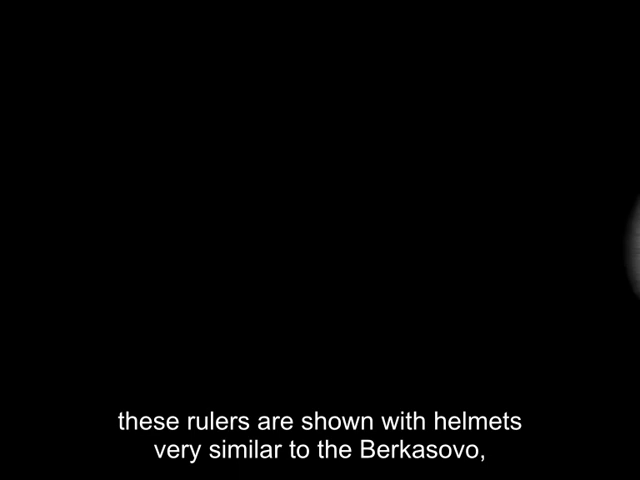 these rulers are shown with helmets
very similar to the Berkasovo,